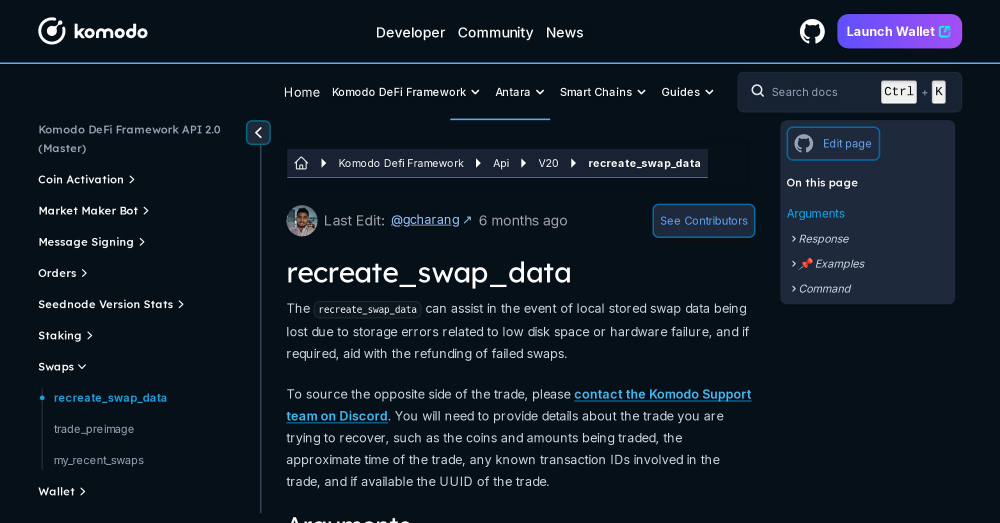 komodo
Developer Community News
Launch Wallet
Home Komodo DeFi Framework Antara Smart Chains Guides
Search docs Ctrl + K
Komodo DeFi Framework API 2.0
(Master)
Coin Activation
Market Maker Bot
Message Signing
Orders
Seednode Version Stats
Staking
Swaps
recreate_swap_data
trade_preimage
my_recent_swaps
Wallet
Komodo Defi Framework Api V20 recreate_swap_data
Last Edit: @gcharang ↗ 6 months ago
See Contributors
recreate_swap_data
The recreate_swap_data can assist in the event of local stored swap data being
lost due to storage errors related to low disk space or hardware failure, and if
required, aid with the refunding of failed swaps.
To source the opposite side of the trade, please contact the Komodo Support
team on Discord. You will need to provide details about the trade you are
trying to recover, such as the coins and amounts being traded, the
approximate time of the trade, any known transaction IDs involved in the
trade, and if available the UUID of the trade.
Arguments
Edit page
On this page
Arguments
Response
📌 Examples
Command